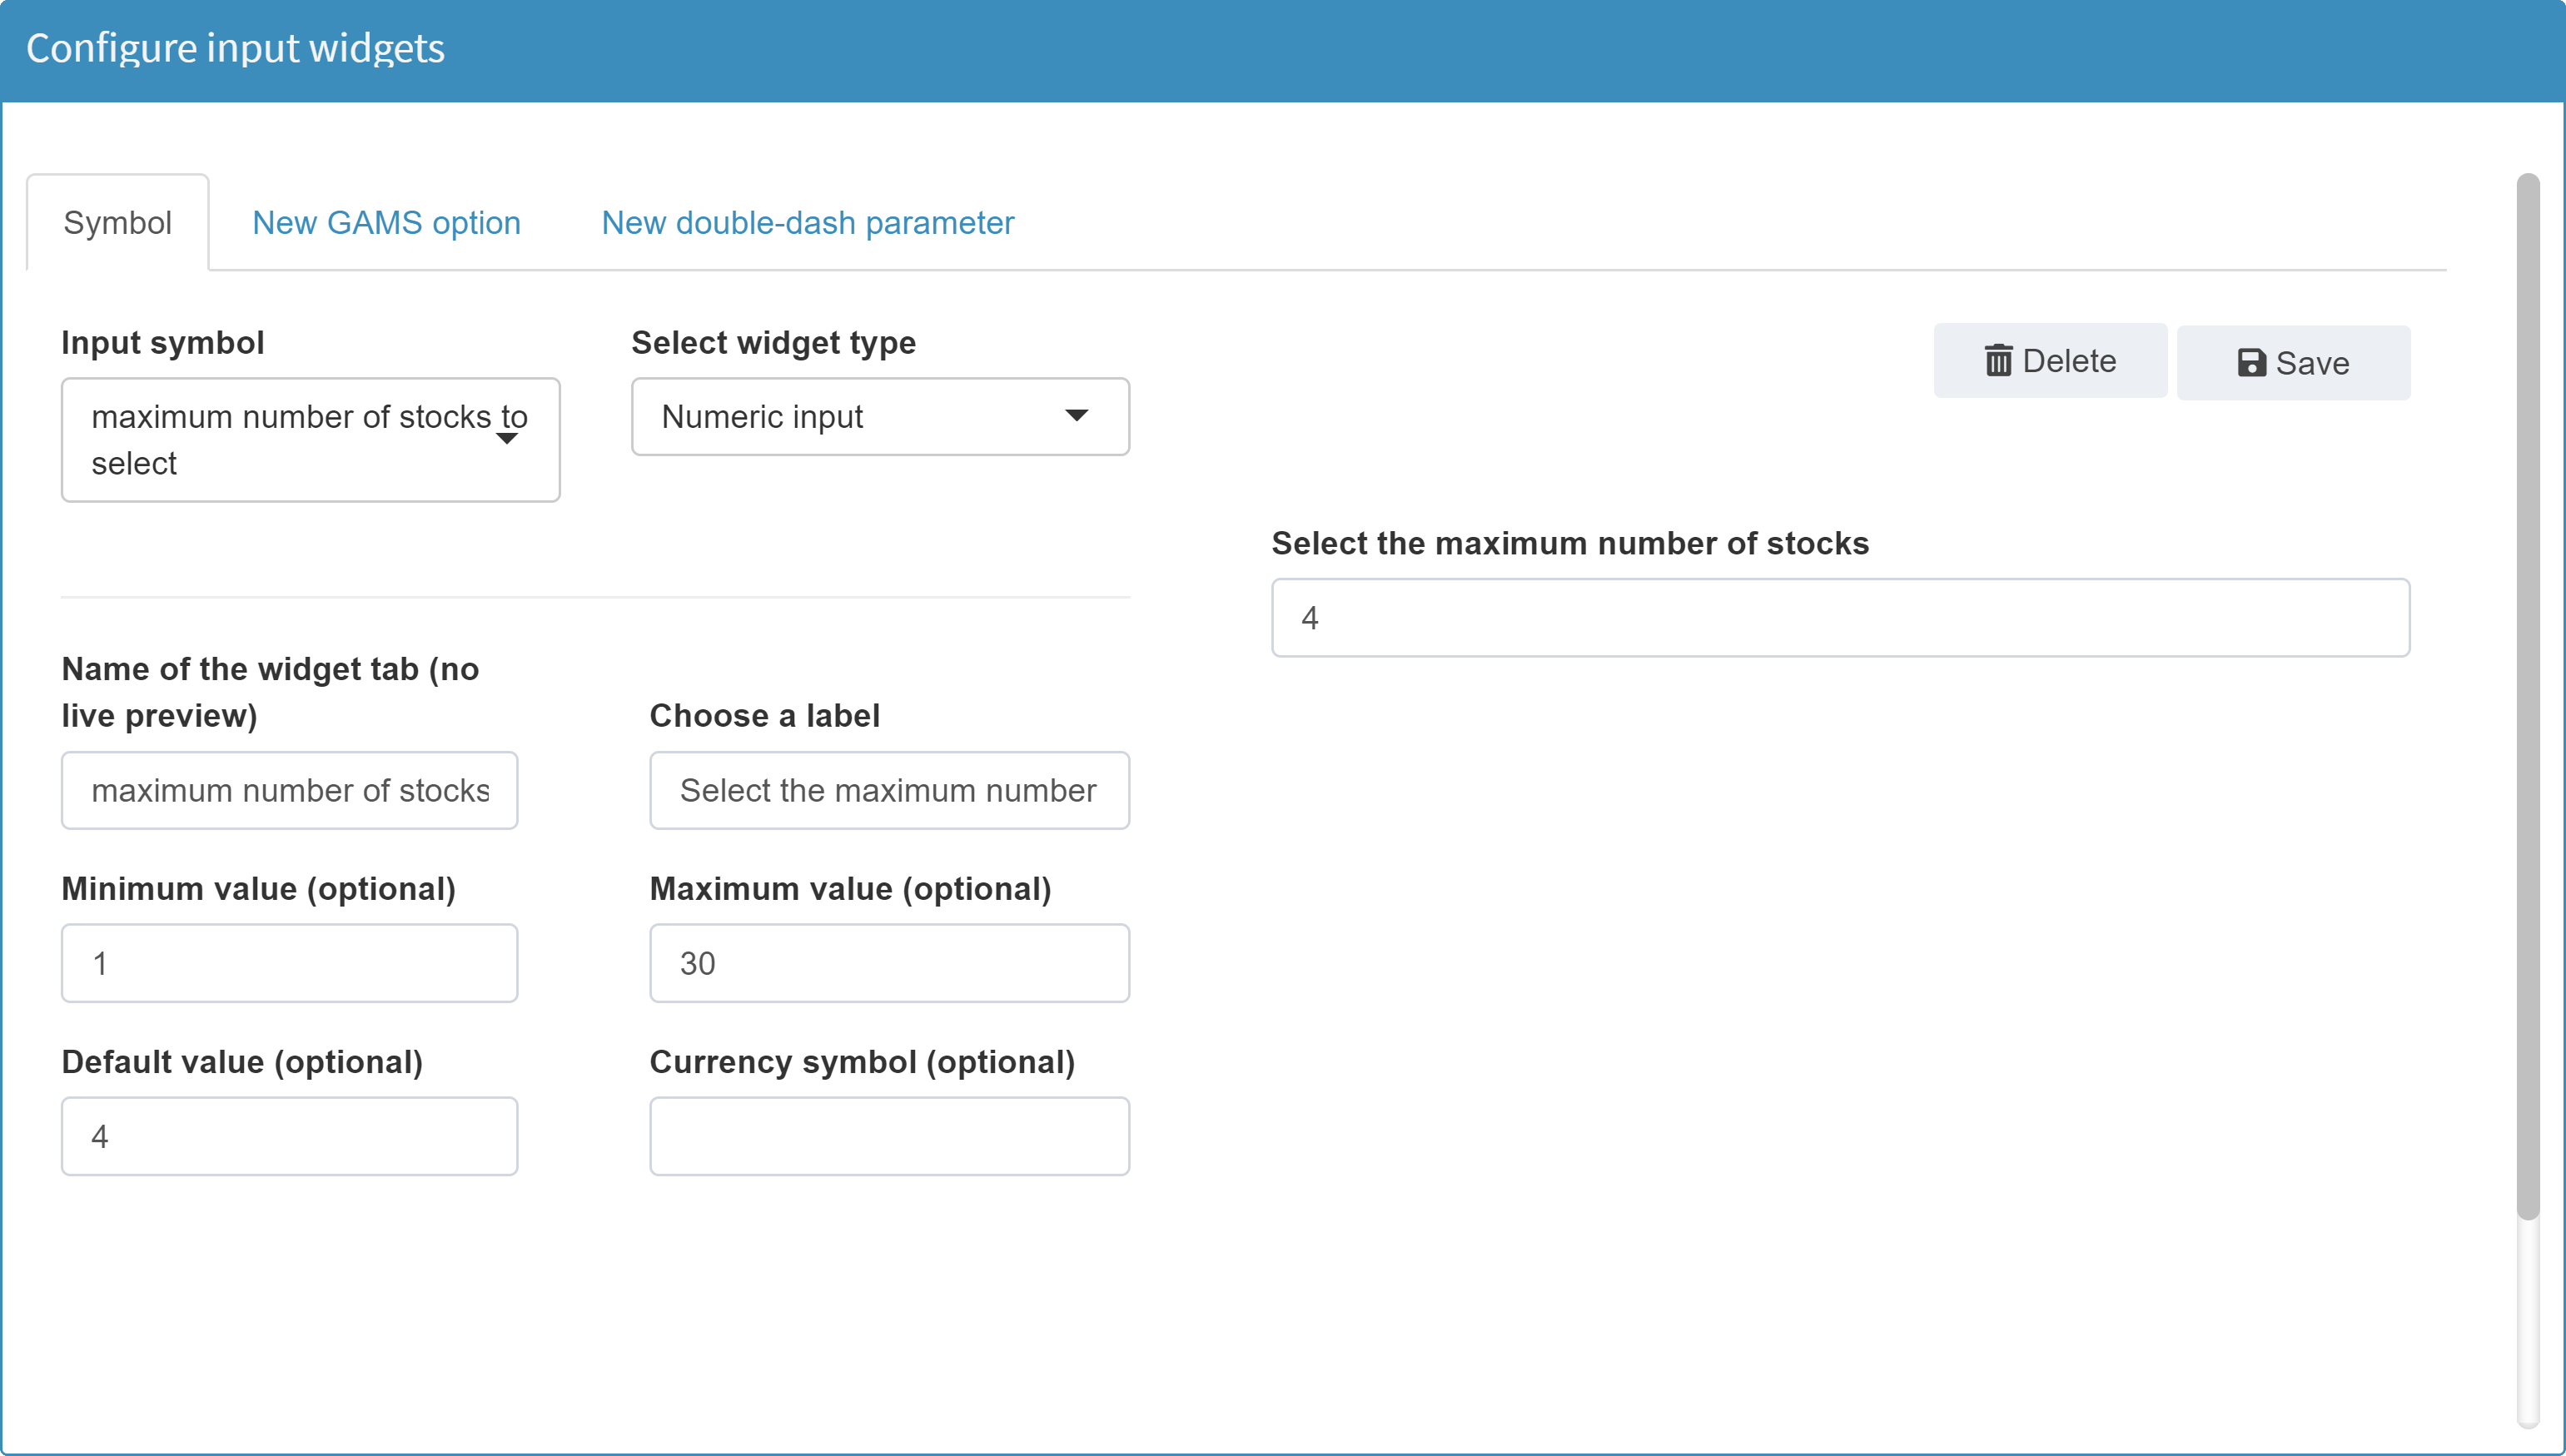 Configure input widgets
Symbol
New GAMS option
New double-dash parameter
Input symbol
maximum number of stocks to
select
Select widget type
Numeric input
Delete
Save
Select the maximum number of stocks
4
Name of the widget tab (no
live preview)
maximum number of stocks
Choose a label
Select the maximum number
Minimum value (optional)
1
Maximum value (optional)
30
Default value (optional)
4
Currency symbol (optional)